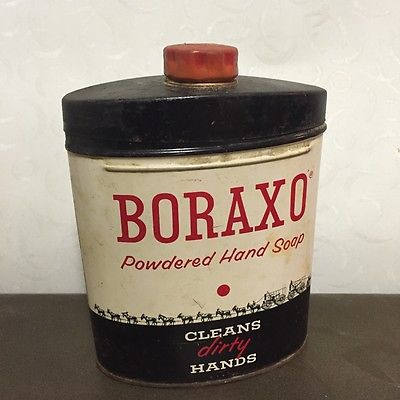 BORAXO®
Powdered Hand Soap
CLEANS
dirty
HANDS